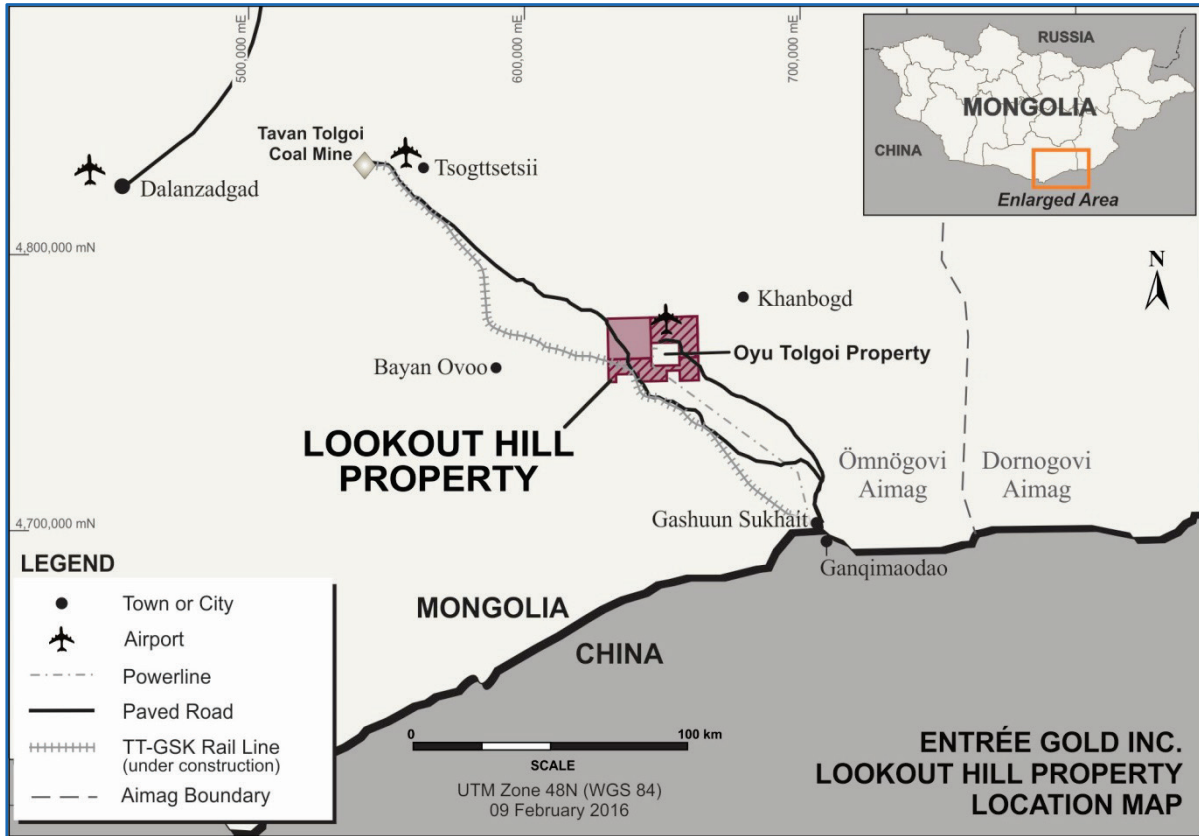 500,000 mE
600,000 mE
700,000 mE
RUSSIA
MONGOLIA
CHINA
Enlarged Area
Tavan Tolgoi
Coal Mine
Tsogttsetsii
Dalanzadgad
4,800,000 mN
N
Khanbogd
Oyu Tolgoi Property
Bayan Ovoo
LOOKOUT HILL
PROPERTY
Ömnögovi
Aimag
Dornogovi
Aimag
4,700,000 mN
Gashuun Sukhait
Ganqimaodao
LEGEND
Town or City
Airport
Powerline
Paved Road
TT-GSK Rail Line
(under construction)
Aimag Boundary
MONGOLIA
CHINA
0
100 km
SCALE
UTM Zone 48N (WGS 84)
09 February 2016
ENTRÉE GOLD INC.
LOOKOUT HILL PROPERTY
LOCATION MAP